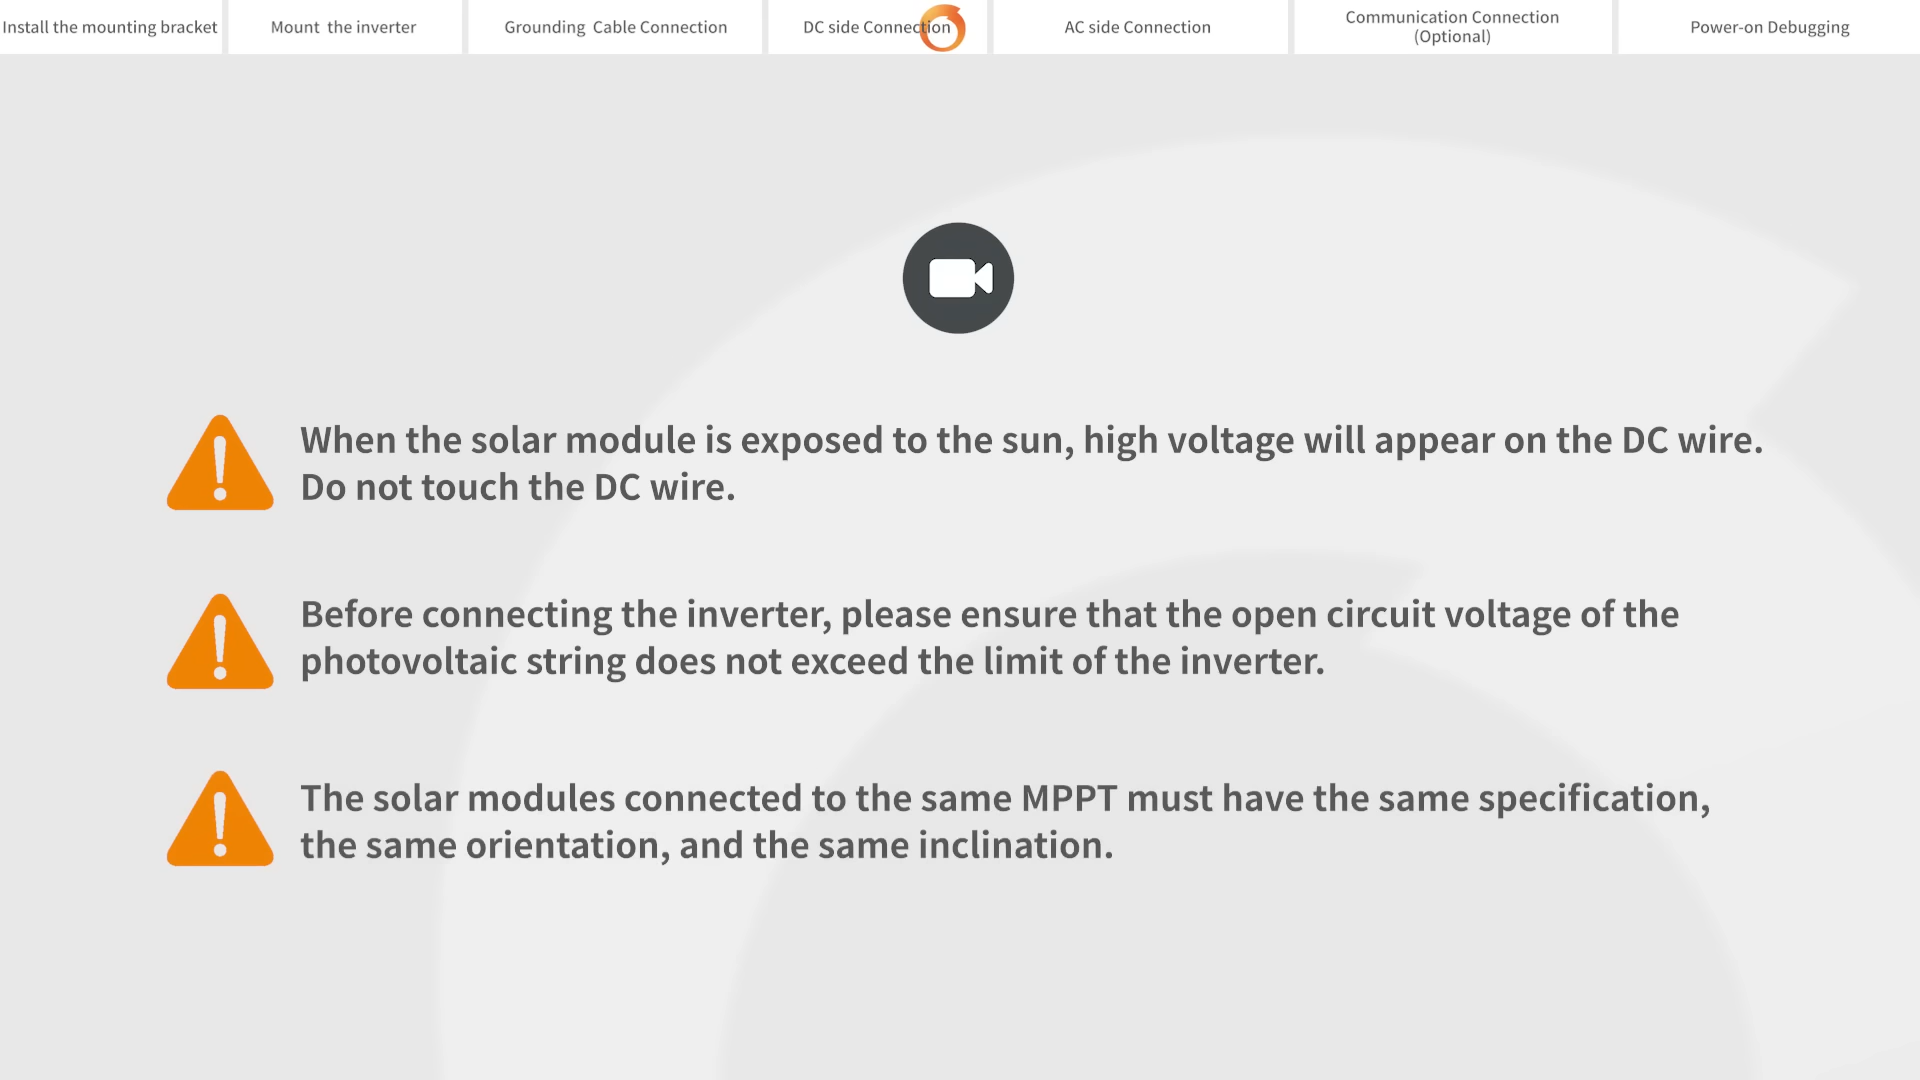 Install the mounting bracket
Mount the inverter
Grounding Cable Connection
DC side Connection
AC side Connection
Communication Connection
(Optional)
Power-on Debugging
When the solar module is exposed to the sun, high voltage will appear on the DC wire.
Do not touch the DC wire.
Before connecting the inverter, please ensure that the open circuit voltage of the
photovoltaic string does not exceed the limit of the inverter.
The solar modules connected to the same MPPT must have the same specification,
the same orientation, and the same inclination.